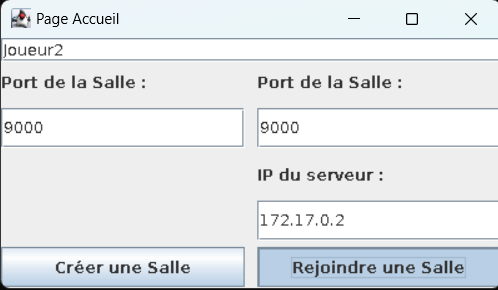 Page Accueil
Joueur2
Port de la Salle :
Port de la Salle :
9000
9000
IP du serveur :
172.17.0.2
Créer une Salle
Rejoindre une Salle